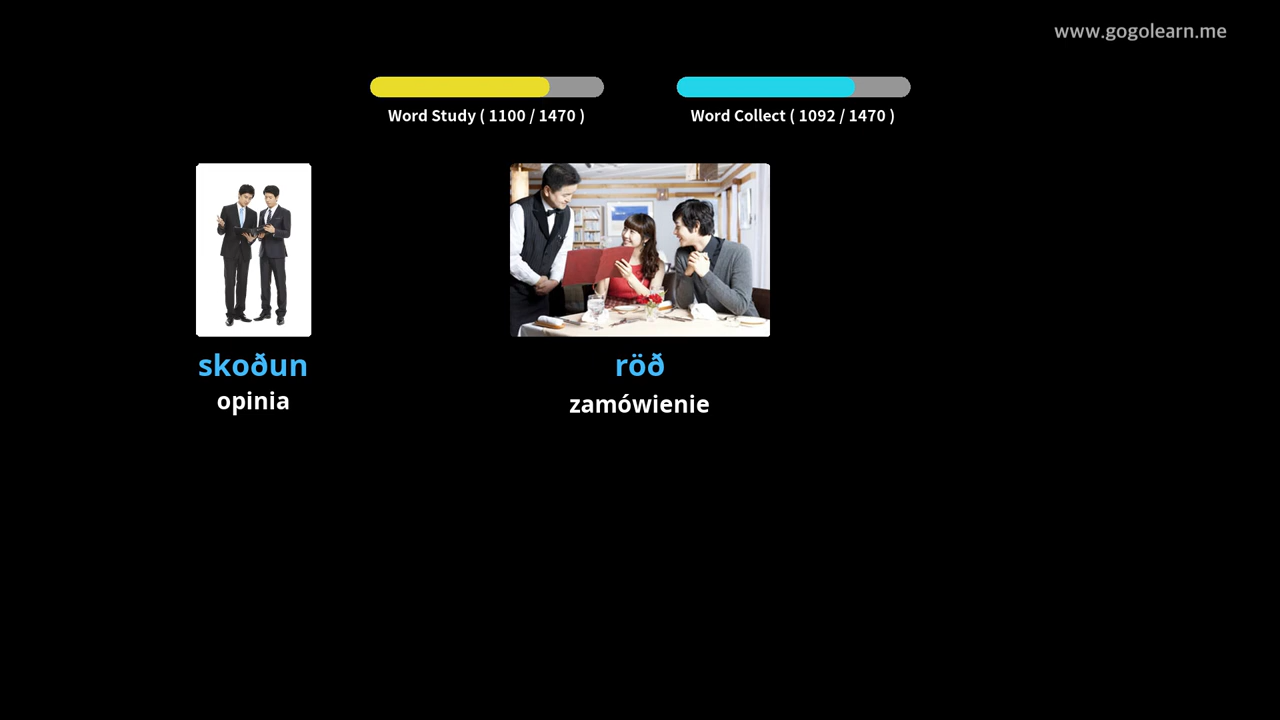 www.gogolearn.me
Word Study ( 1100 / 1470 )
Word Collect ( 1092 / 1470 )
skoðun
opinia
röð
zamówienie